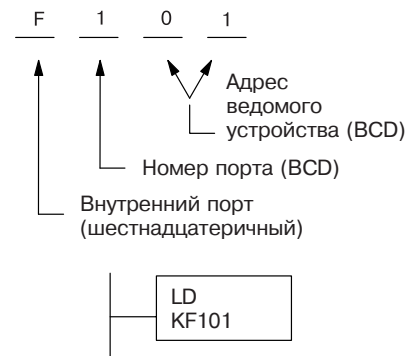 F 1 0 1
Адрес
ведомого
устройства (BCD)
Номер порта (BCD)
Внутренний порт
(шестнадцатеричный)
LD
KF101